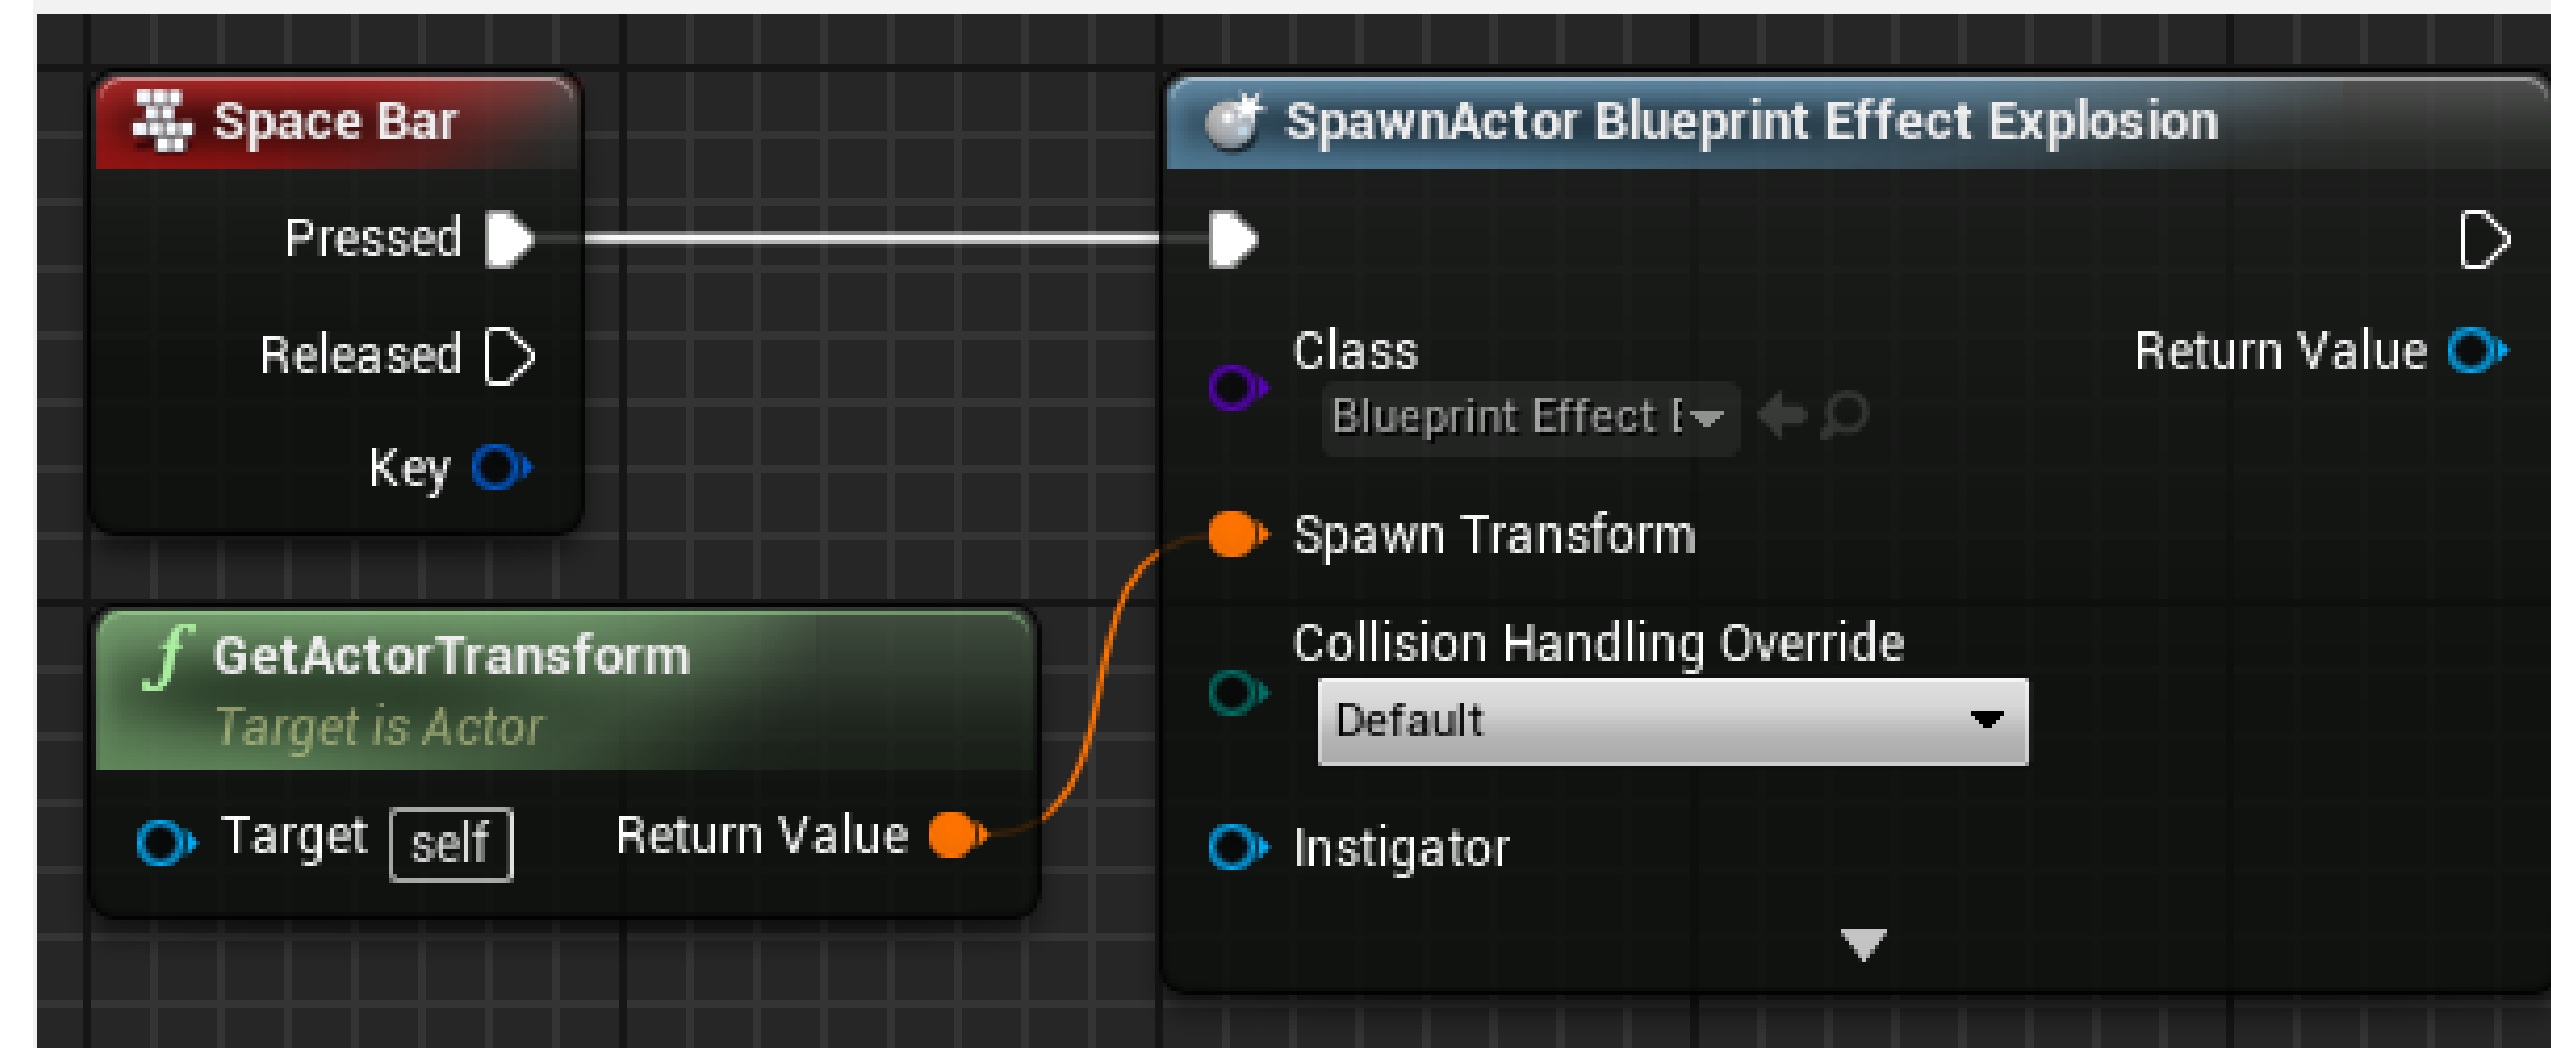 Space Bar
Pressed
Released
Key
GetActorTransform
Target is Actor
Target self
Return Value
SpawnActor Blueprint Effect Explosion
Class
Blueprint Effect
Return Value
Spawn Transform
Collision Handling Override
Default
Instigator